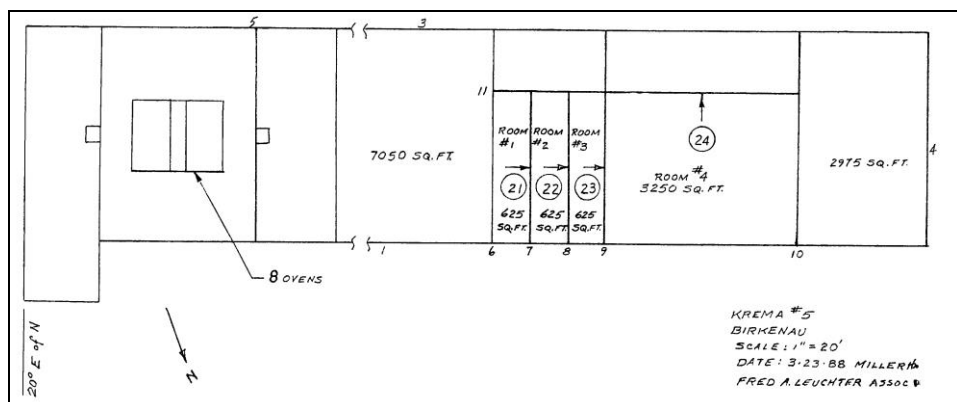 5
3
11
ROOM
#1
ROOM
#2
ROOM
#3
24
7050 SQ.FT.
ROOM #4
3250 SQ.FT.
2975 SQ.FT.
4
21
22
23
625
SQ.FT.
625
SQ.FT.
625
SQ.FT.
1
6
7
8
9
10
8 OVENS
20° E of N
N
KREMA #5
BIRKENAU
SCALE: 1" = 20'
DATE: 3-23-88 MILLER
FRED A. LEUCHTER ASSOC